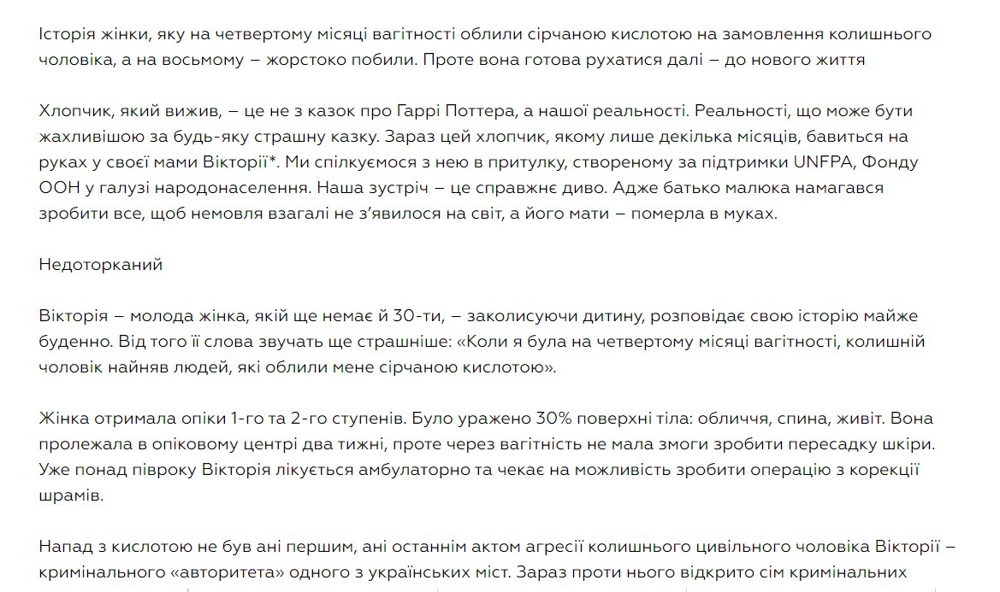 Історія жінки, яку на четвертому місяці вагітності облили сірчаною кислотою на замовлення колишнього
чоловіка, а на восьмому – жорстоко побили. Проте вона готова рухатися далі – до нового життя
Хлопчик, який вижив, – це не з казок про Гаррі Поттера, а нашої реальності. Реальності, що може бути
жахливішою за будь-яку страшну казку. Зараз цей хлопчик, якому лише декілька місяців, бавиться на
руках у своєї мами Вікторії*. Ми спілкуємося з нею в притулку, створеному за підтримки UNFPA, Фонду
ООН у галузі народонаселення. Наша зустріч – це справжнє диво. Адже батько малюка намагався
зробити все, щоб немовля взагалі не з’явилося на світ, а його мати – померла в муках.
Недоторканий
Вікторія – молода жінка, якій ще немає й 30-ти, – заколисуючи дитину, розповідає свою історію майже
буденно. Від того її слова звучать ще страшніше: «Коли я була на четвертому місяці вагітності, колишній
чоловік найняв людей, які облили мене сірчаною кислотою».
Жінка отримала опіки 1-го та 2-го ступенів. Було уражено 30% поверхні тіла: обличчя, спина, живіт. Вона
пролежала в опіковому центрі два тижні, проте через вагітність не мала змоги зробити пересадку шкіри.
Уже понад півроку Вікторія лікується амбулаторно та чекає на можливість зробити операцію з корекції
шрамів.
Напад з кислотою не був ані першим, ані останнім актом агресії колишнього цивільного чоловіка Вікторії –
кримінального «авторитета» одного з українських міст. Зараз проти нього відкрито сім кримінальних